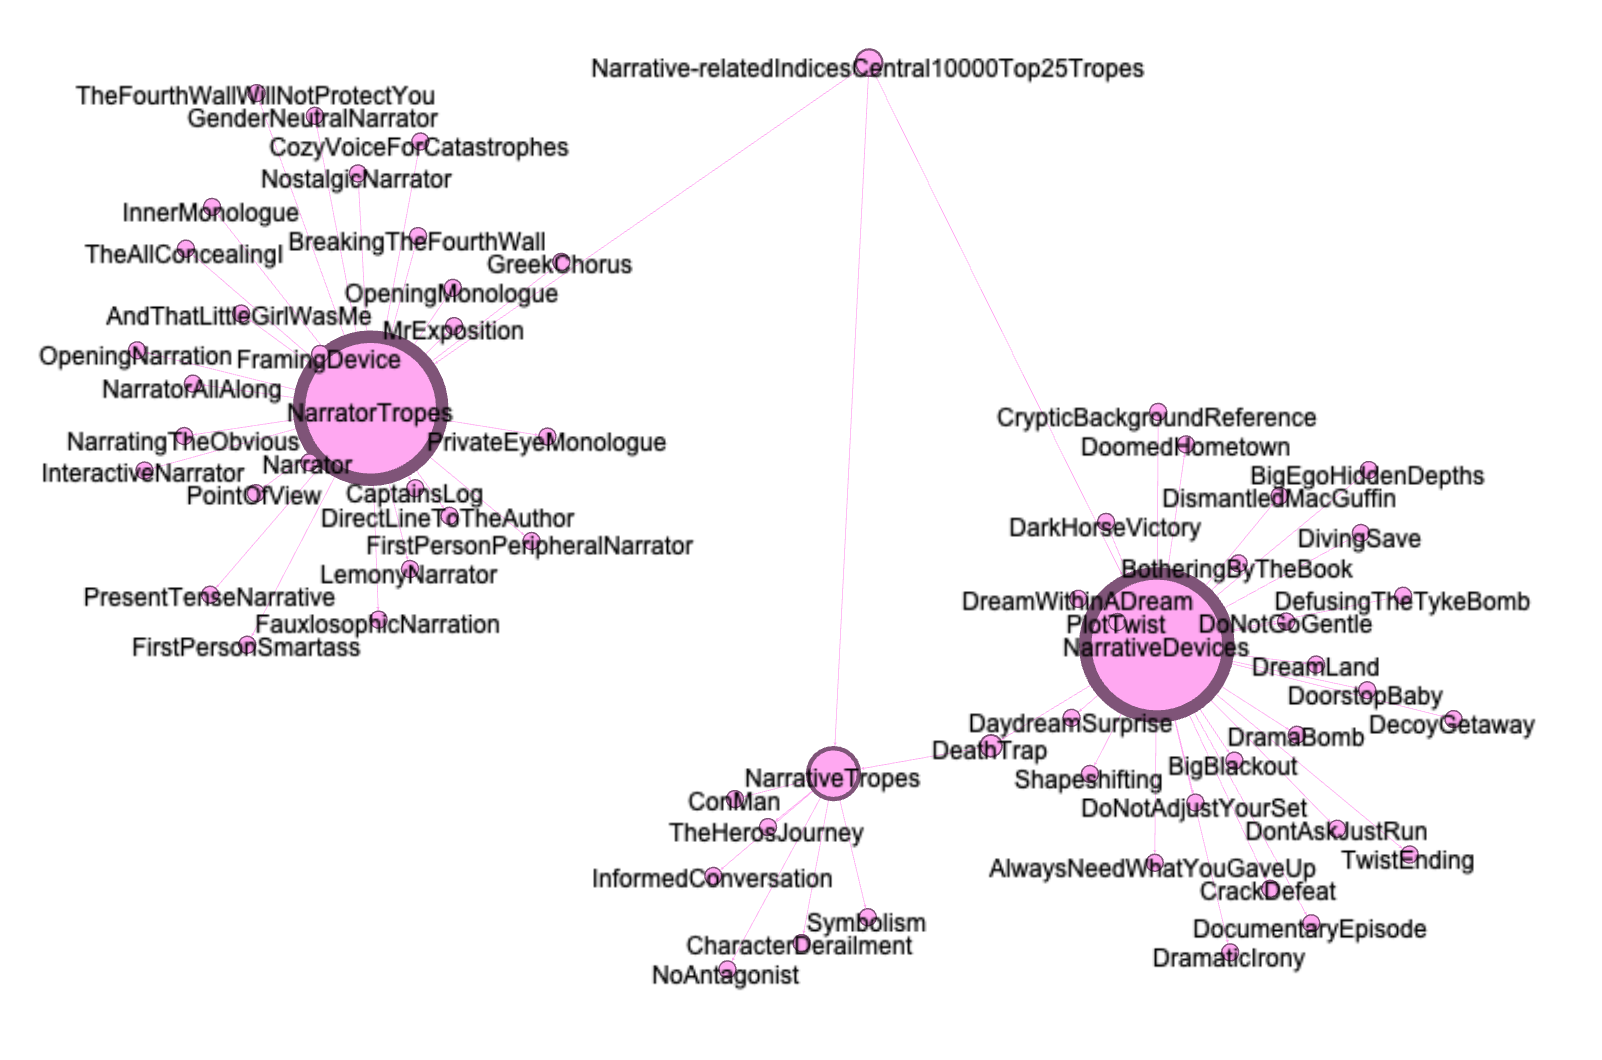 Narrative-relatedIndicesCentral10000Top25Tropes
TheFourthWallWillNotProtectYou
GenderNeutralNarrator
CozyVoiceForCatastrophes
NostalgicNarrator
InnerMonologue
BreakingTheFourthWall
TheAllConcealingI
GreekChorus
OpeningMonologue
AndThatLittleGirlWasMe
MrExposition
OpeningNarration
FramingDevice
NarratorAllAlong
NarratorTropes
NarratingTheObvious
PrivateEyeMonologue
InteractiveNarrator
Narrator
PointOfView
CaptainsLog
DirectLineToTheAuthor
FirstPersonPeripheralNarrator
LemonyNarrator
PresentTenseNarrative
FauxlosophicNarration
FirstPersonSmartass
CrypticBackgroundReference
DoomedHometown
BigEgoHiddenDepths
DismantledMacGuffin
DarkHorseVictory
DivingSave
BotheringByTheBook
DreamWithinADream
DefusingTheTykeBomb
PlotTwist
DoNotGoGentle
NarrativeDevices
DreamLand
DoorstopBaby
DaydreamSurprise
DecoyGetaway
DramaBomb
DeathTrap
BigBlackout
Shapeshifting
NarrativeTropes
ConMan
DoNotAdjustYourSet
TheHerosJourney
DontAskJustRun
TwistEnding
AlwaysNeedWhatYouGaveUp
InformedConversation
CrackDefeat
Symbolism
DocumentaryEpisode
CharacterDerailment
DramaticIrony
NoAntagonist